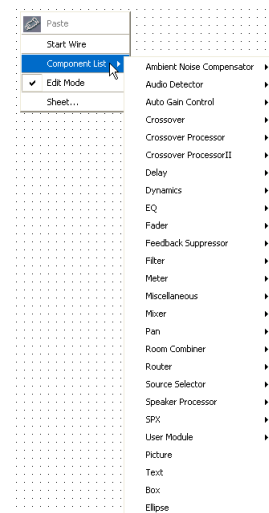 Paste
Start Wire
Component List
Edit Mode
Sheet...
Ambient Noise Compensator
Audio Detector
Auto Gain Control
Crossover
Crossover Processor
Crossover ProcessorII
Delay
Dynamics
EQ
Fader
Feedback Suppressor
Filter
Meter
Miscellaneous
Mixer
Pan
Room Combiner
Router
Source Selector
Speaker Processor
SPX
User Module
Picture
Text
Box
Ellipse